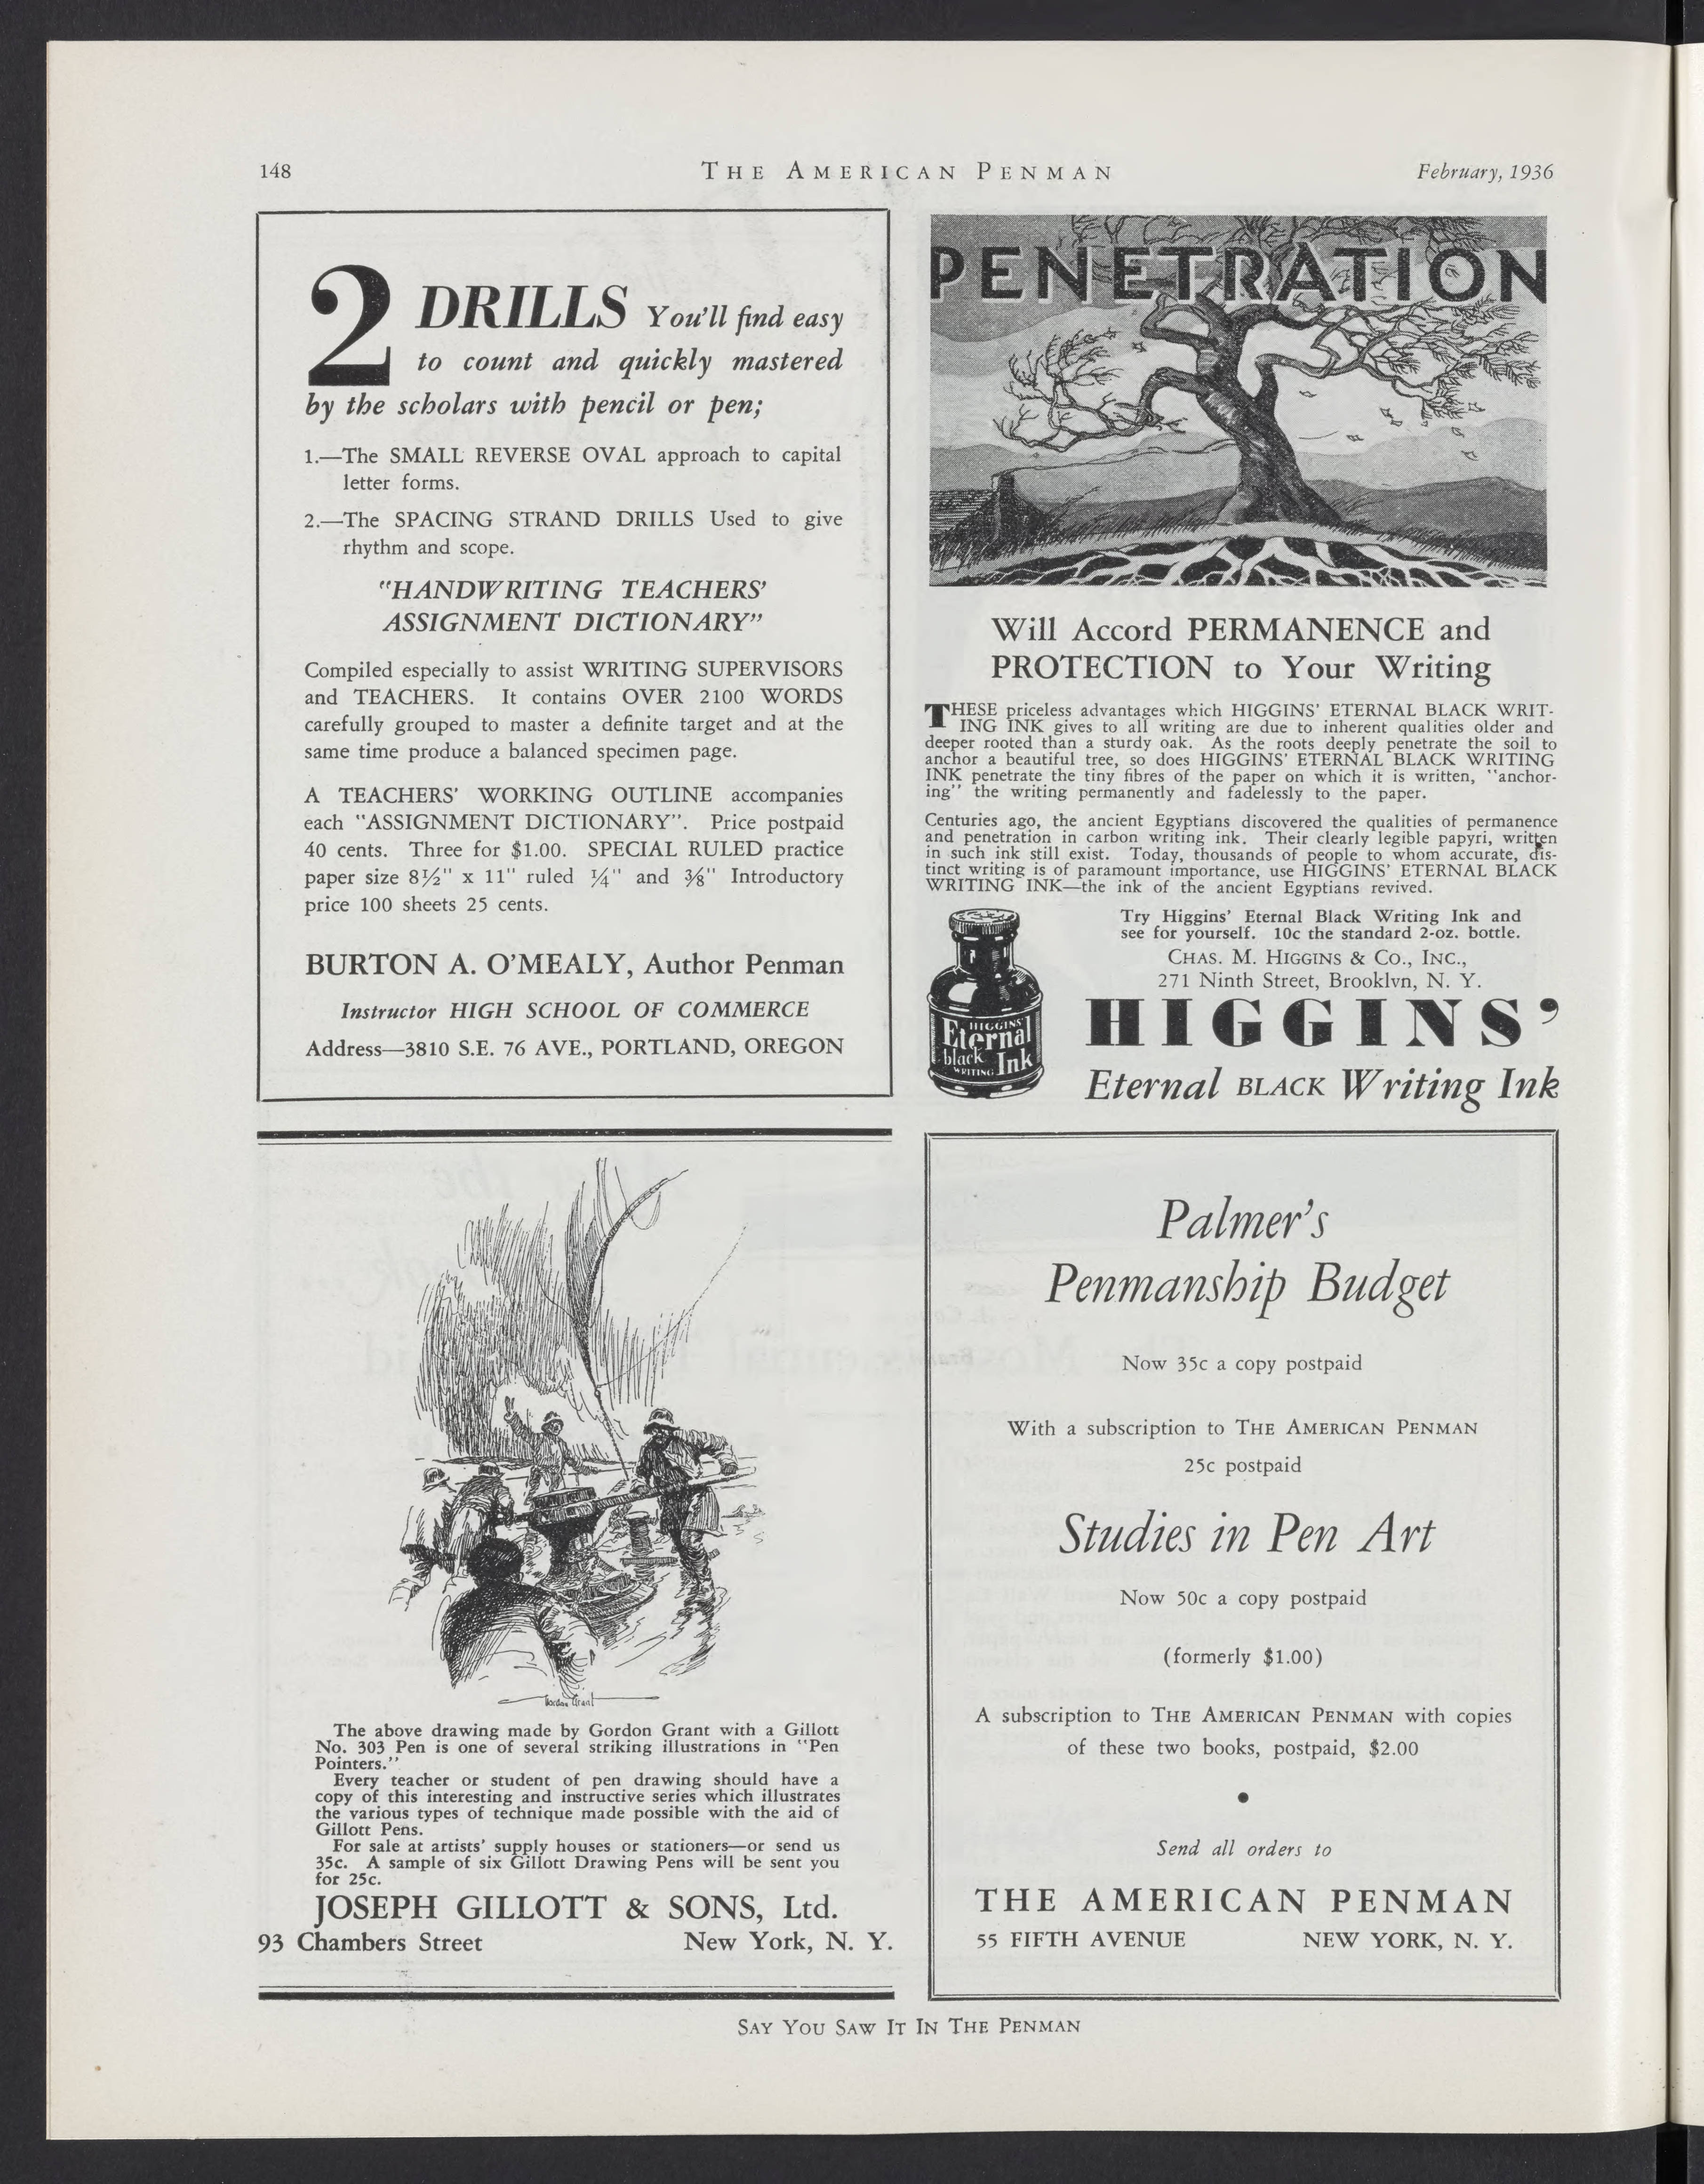 148
THE AMERICAN PENMAN
February, 1936
2 DRILLS You'll find easy
to count and quickly mastered
by the scholars with pencil or pen;
1.—The SMALL REVERSE OVAL approach to capital
letter forms.
2.—The SPACING STRAND DRILLS Used to give
rhythm and scope.
"HANDWRITING TEACHERS'
ASSIGNMENT DICTIONARY"
Compiled especially to assist WRITING SUPERVISORS
and TEACHERS. It contains OVER 2100 WORDS
carefully grouped to master a definite target and at the
same time produce a balanced specimen page.
A TEACHERS' WORKING OUTLINE accompanies
each "ASSIGNMENT DICTIONARY". Price postpaid
40 cents. Three for $1.00. SPECIAL RULED practice
paper size 8½" x 11" ruled ¼" and ⅜" Introductory
price 100 sheets 25 cents.
BURTON A. O'MEALY, Author Penman
Instructor HIGH SCHOOL OF COMMERCE
Address—3810 S.E. 76 AVE., PORTLAND, OREGON
PENETRATION
Will Accord PERMANENCE and
PROTECTION to Your Writing
THESE priceless advantages which HIGGINS' ETERNAL BLACK WRIT-
ING INK gives to all writing are due to inherent qualities older and
deeper rooted than a sturdy oak. As the roots deeply penetrate the soil to
anchor a beautiful tree, so does HIGGINS' ETERNAL BLACK WRITING
INK penetrate the tiny fibres of the paper on which it is written, "anchor-
ing" the writing permanently and fadelessly to the paper.
Centuries ago, the ancient Egyptians discovered the qualities of permanence
and penetration in carbon writing ink. Their clearly legible papyri, written
in such ink still exist. Today, thousands of people to whom accurate, dis-
tinct writing is of paramount importance, use HIGGINS' ETERNAL BLACK
WRITING INK—the ink of the ancient Egyptians revived.
Try Higgins' Eternal Black Writing Ink and
see for yourself. 10c the standard 2-oz. bottle.
CHAS. M. HIGGINS & CO., INC.,
271 Ninth Street, Brooklvn, N. Y.
HIGGINS'
Eternal BLACK Writing Ink
HIGGINS'
Eternal
black
WRITING Ink
Gordon Grant
The above drawing made by Gordon Grant with a Gillott
No. 303 Pen is one of several striking illustrations in "Pen
Pointers."
Every teacher or student of pen drawing should have a
copy of this interesting and instructive series which illustrates
the various types of technique made possible with the aid of
Gillott Pens.
For sale at artists' supply houses or stationers—or send us
35c. A sample of six Gillott Drawing Pens will be sent you
for 25c.
JOSEPH GILLOTT & SONS, Ltd.
93 Chambers Street New York, N. Y.
Palmer's
Penmanship Budget
Now 35c a copy postpaid
With a subscription to THE AMERICAN PENMAN
25c postpaid
Studies in Pen Art
Now 50c a copy postpaid
(formerly $1.00)
A subscription to THE AMERICAN PENMAN with copies
of these two books, postpaid, $2.00
Send all orders to
THE AMERICAN PENMAN
55 FIFTH AVENUE NEW YORK, N. Y.
SAY YOU SAW IT IN THE PENMAN